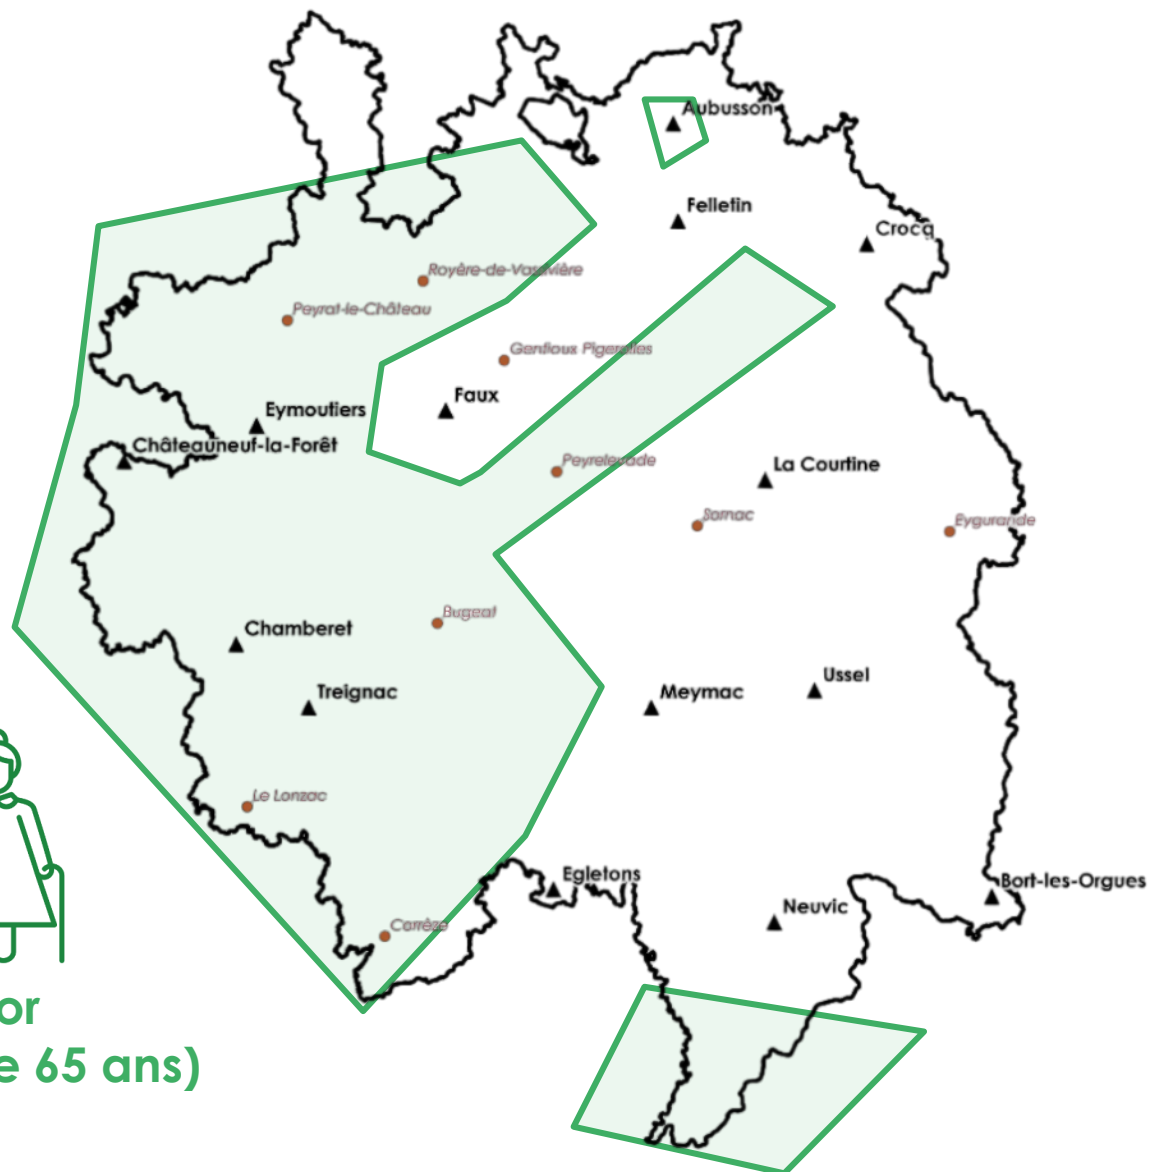 Aubusson
Felletin
Crocq
Royère-de-Vassivière
Peyrat-le-Château
Gentioux Pigerolles
Faux
Eymoutiers
Châteauneuf-la-Forêt
Peyrelevade
La Courtine
Sornac
Eygurande
Bugeat
Chamberet
Treignac
Meymac
Ussel
Le Lonzac
Egletons
Bort-les-Orgues
Neuvic
Corrèze
or
e 65 ans)